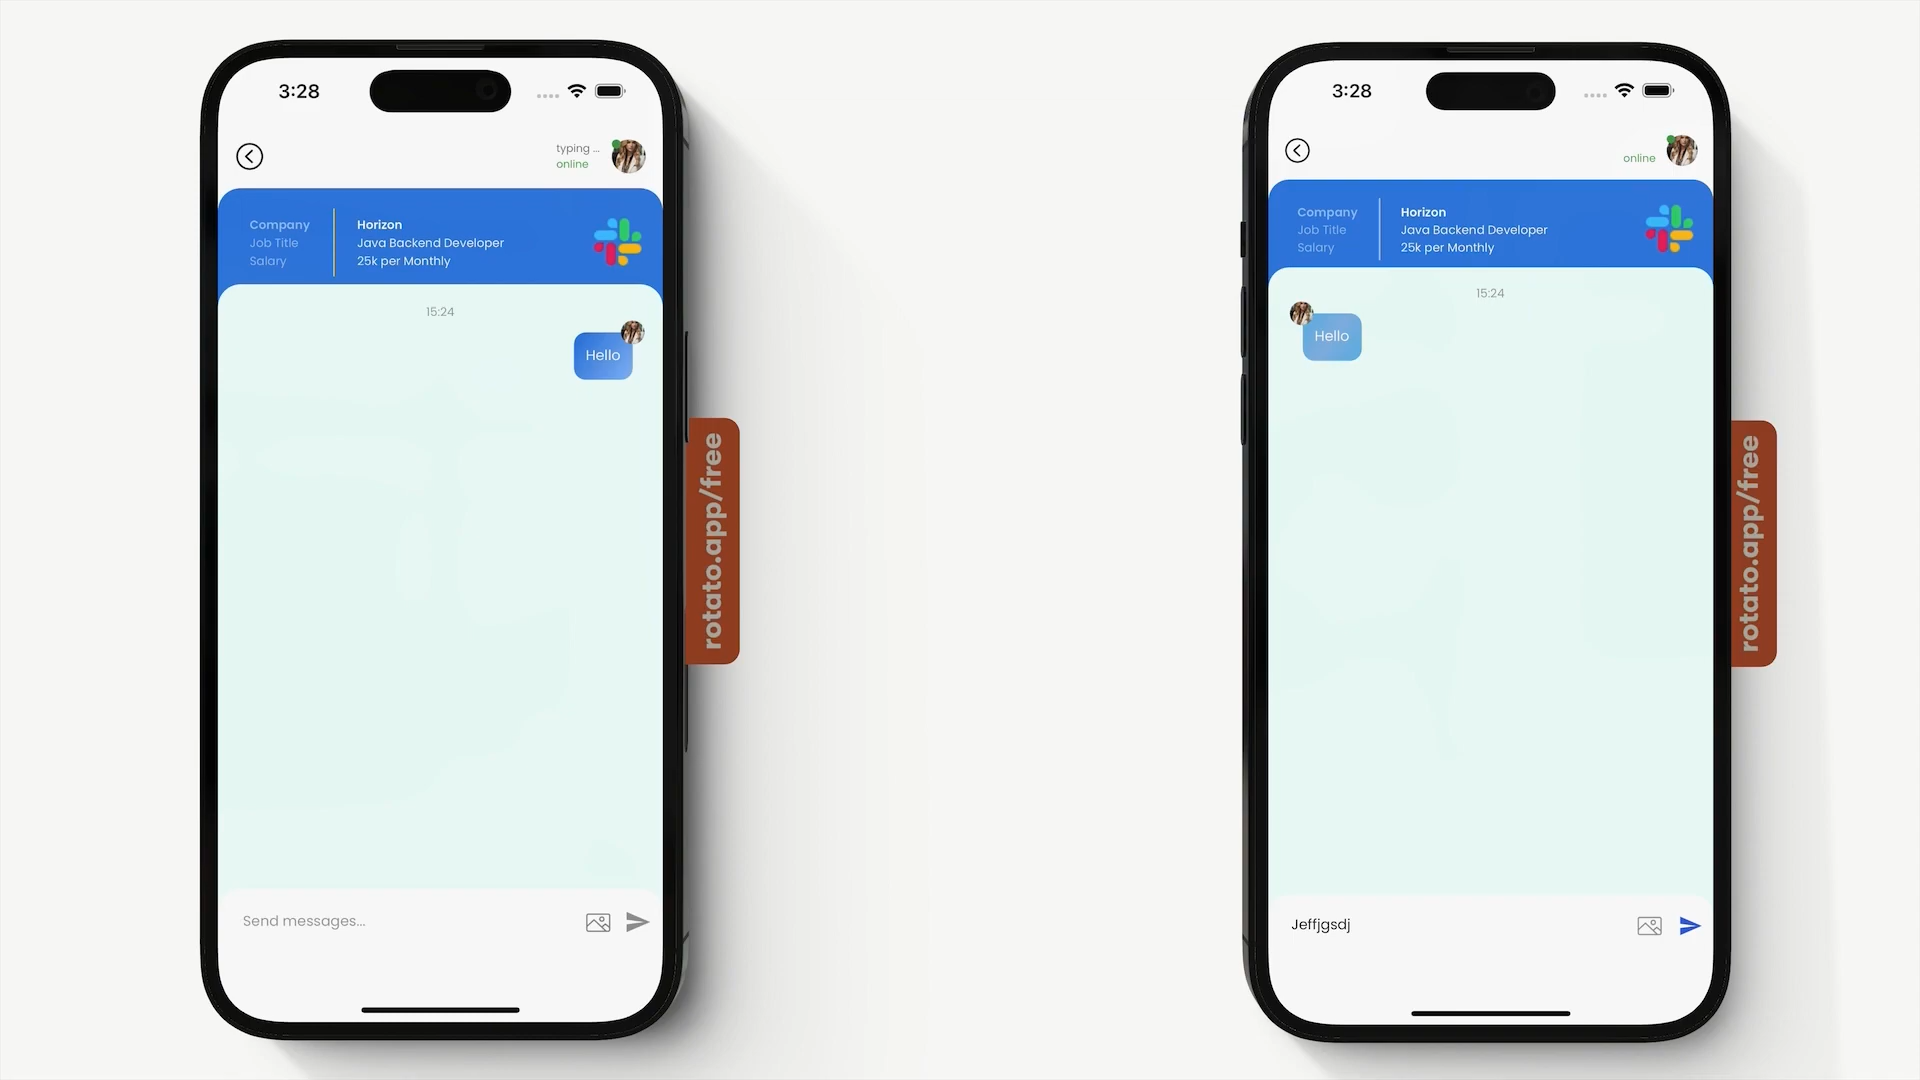 3:28
typing ...
online
Company
Job Title
Salary
Horizon
Java Backend Developer
25k per Monthly
15:24
Hello
Send messages...
rotato.app/free
3:28
online
Company
Job Title
Salary
Horizon
Java Backend Developer
25k per Monthly
15:24
Hello
Jeffjgsdj
rotato.app/free